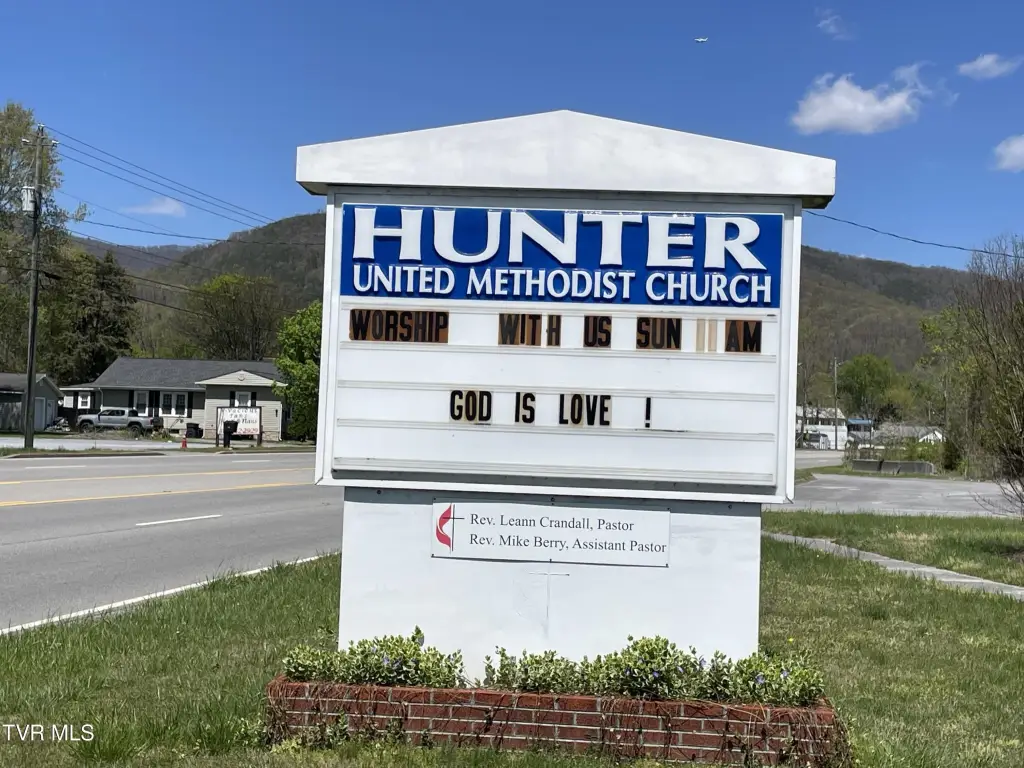 HUNTER
UNITED METHODIST CHURCH
WORSHIP WITH US SUN 11 AM
GOD IS LOVE !
Rev. Leann Crandall, Pastor
Rev. Mike Berry, Assistant Pastor
TVR MLS